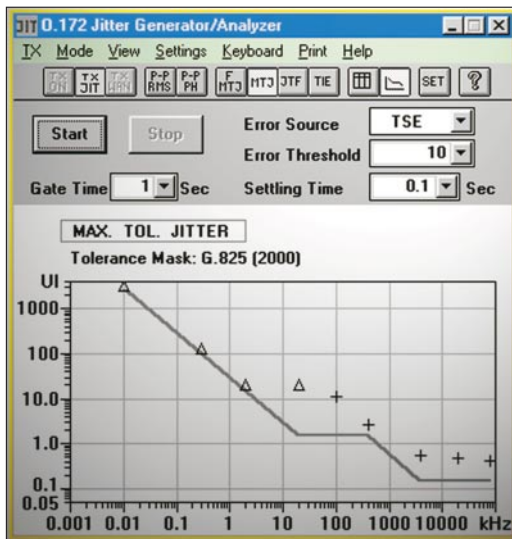 JIT O.172 Jitter Generator/Analyzer
TX Mode View Settings Keyboard Print Help
TX ON TX JIT TX WAN P-P RMS P-P PH F MTJ MTJ JTF TIE SET ?
Start Stop Error Source TSE
Error Threshold 10
Gate Time 1 Sec Settling Time 0.1 Sec
MAX. TOL. JITTER
Tolerance Mask: G.825 (2000)
UI
1000
100
10.0
1.0
0.1
0.05
0.001 0.01 0.1 1 10 100 1000 10000 kHz